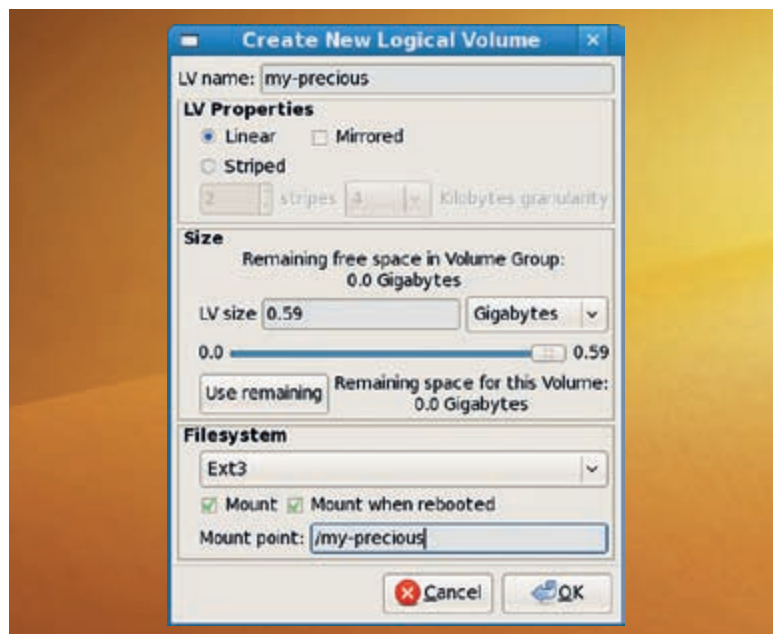 Create New Logical Volume
LV name: my-precious
LV Properties
Linear Mirrored
Striped
2 stripes 4 Kilobytes granularity
Size
Remaining free space in Volume Group:
0.0 Gigabytes
LV size 0.59 Gigabytes
0.0 0.59
Use remaining Remaining space for this Volume:
0.0 Gigabytes
Filesystem
Ext3
Mount Mount when rebooted
Mount point: /my-precious
Cancel OK